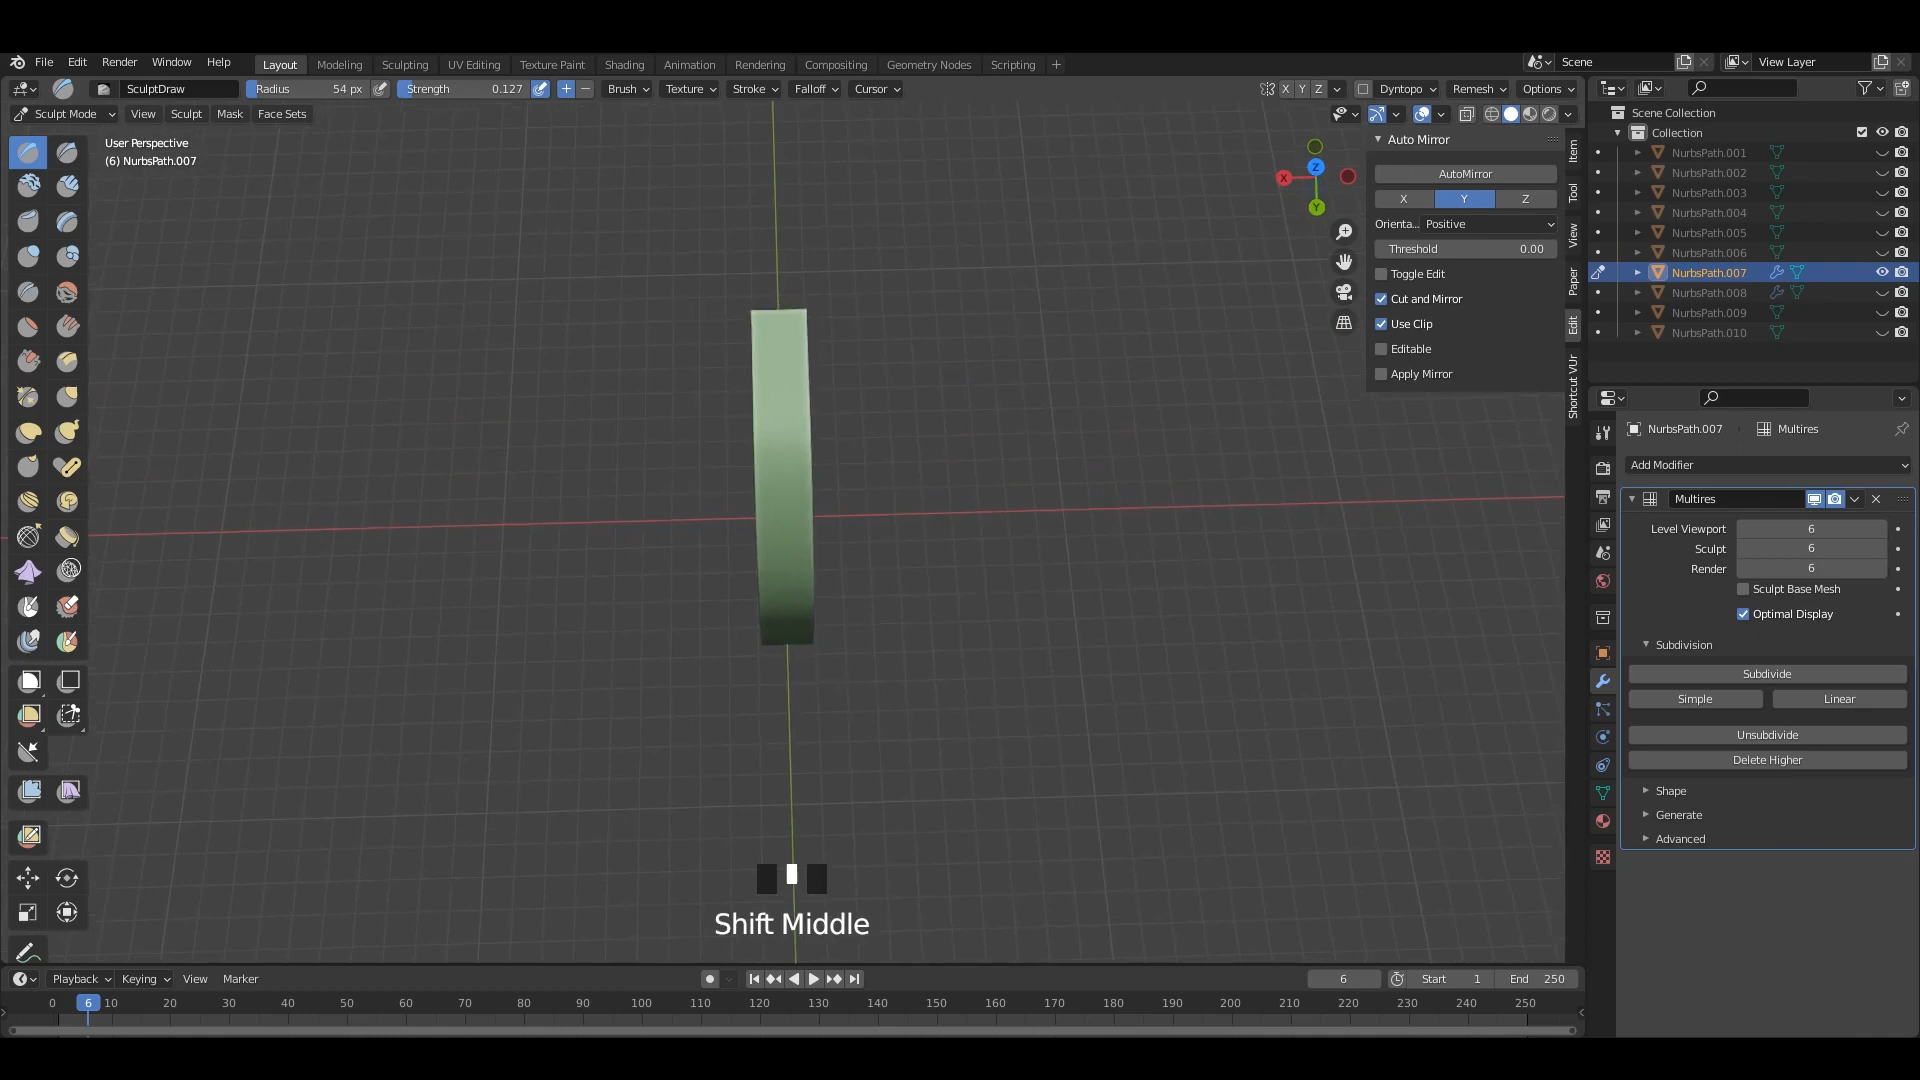 File Edit Render Window Help Layout Modeling Sculpting UV Editing Texture Paint Shading Animation Rendering Compositing Geometry Nodes Scripting + Scene View Layer
SculptDraw Radius 54 px Strength 0.127 + − Brush Texture Stroke Falloff Cursor X Y Z Dyntopo Remesh Options
Sculpt Mode View Sculpt Mask Face Sets
User Perspective
(6) NurbsPath.007
Auto Mirror
AutoMirror
X Y Z
Orienta... Positive
Threshold 0.00
Toggle Edit
Cut and Mirror
Use Clip
Editable
Apply Mirror
Item
Tool
View
Paper
Edit
Shortcut VUr
X
Z
Y
Scene Collection
Collection
NurbsPath.001
NurbsPath.002
NurbsPath.003
NurbsPath.004
NurbsPath.005
NurbsPath.006
NurbsPath.007
NurbsPath.008
NurbsPath.009
NurbsPath.010
NurbsPath.007 Multires
Add Modifier
Multires
Level Viewport 6
Sculpt 6
Render 6
Sculpt Base Mesh
Optimal Display
Subdivision
Subdivide
Simple Linear
Unsubdivide
Delete Higher
Shape
Generate
Advanced
Shift Middle
Playback Keying View Marker 6 Start 1 End 250
0 6 10 20 30 40 50 60 70 80 90 100 110 120 130 140 150 160 170 180 190 200 210 220 230 240 250